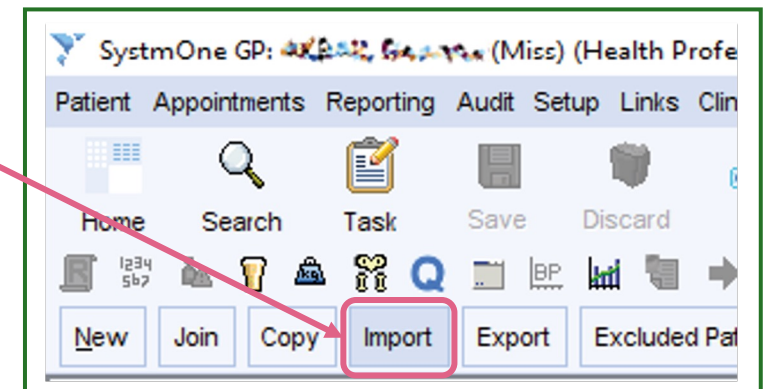 SystmOne GP: (Miss) (Health Profe
Patient Appointments Reporting Audit Setup Links Clin
Home Search Task Save Discard
1234 567 kg Q BP
New Join Copy Import Export Excluded Pat